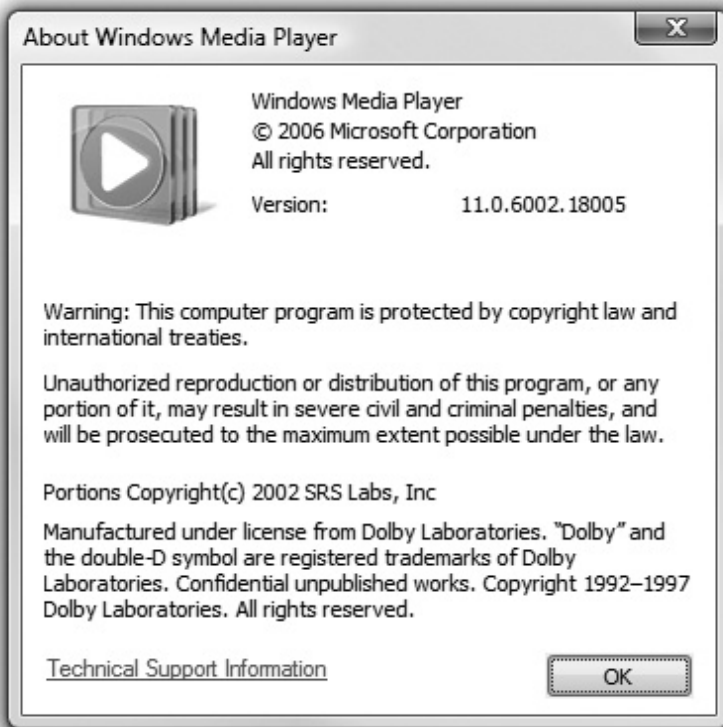 About Windows Media Player
Windows Media Player
© 2006 Microsoft Corporation
All rights reserved.
Version: 11.0.6002.18005
Warning: This computer program is protected by copyright law and
international treaties.
Unauthorized reproduction or distribution of this program, or any
portion of it, may result in severe civil and criminal penalties, and
will be prosecuted to the maximum extent possible under the law.
Portions Copyright(c) 2002 SRS Labs, Inc
Manufactured under license from Dolby Laboratories. “Dolby” and
the double-D symbol are registered trademarks of Dolby
Laboratories. Confidential unpublished works. Copyright 1992–1997
Dolby Laboratories. All rights reserved.
Technical Support Information
OK